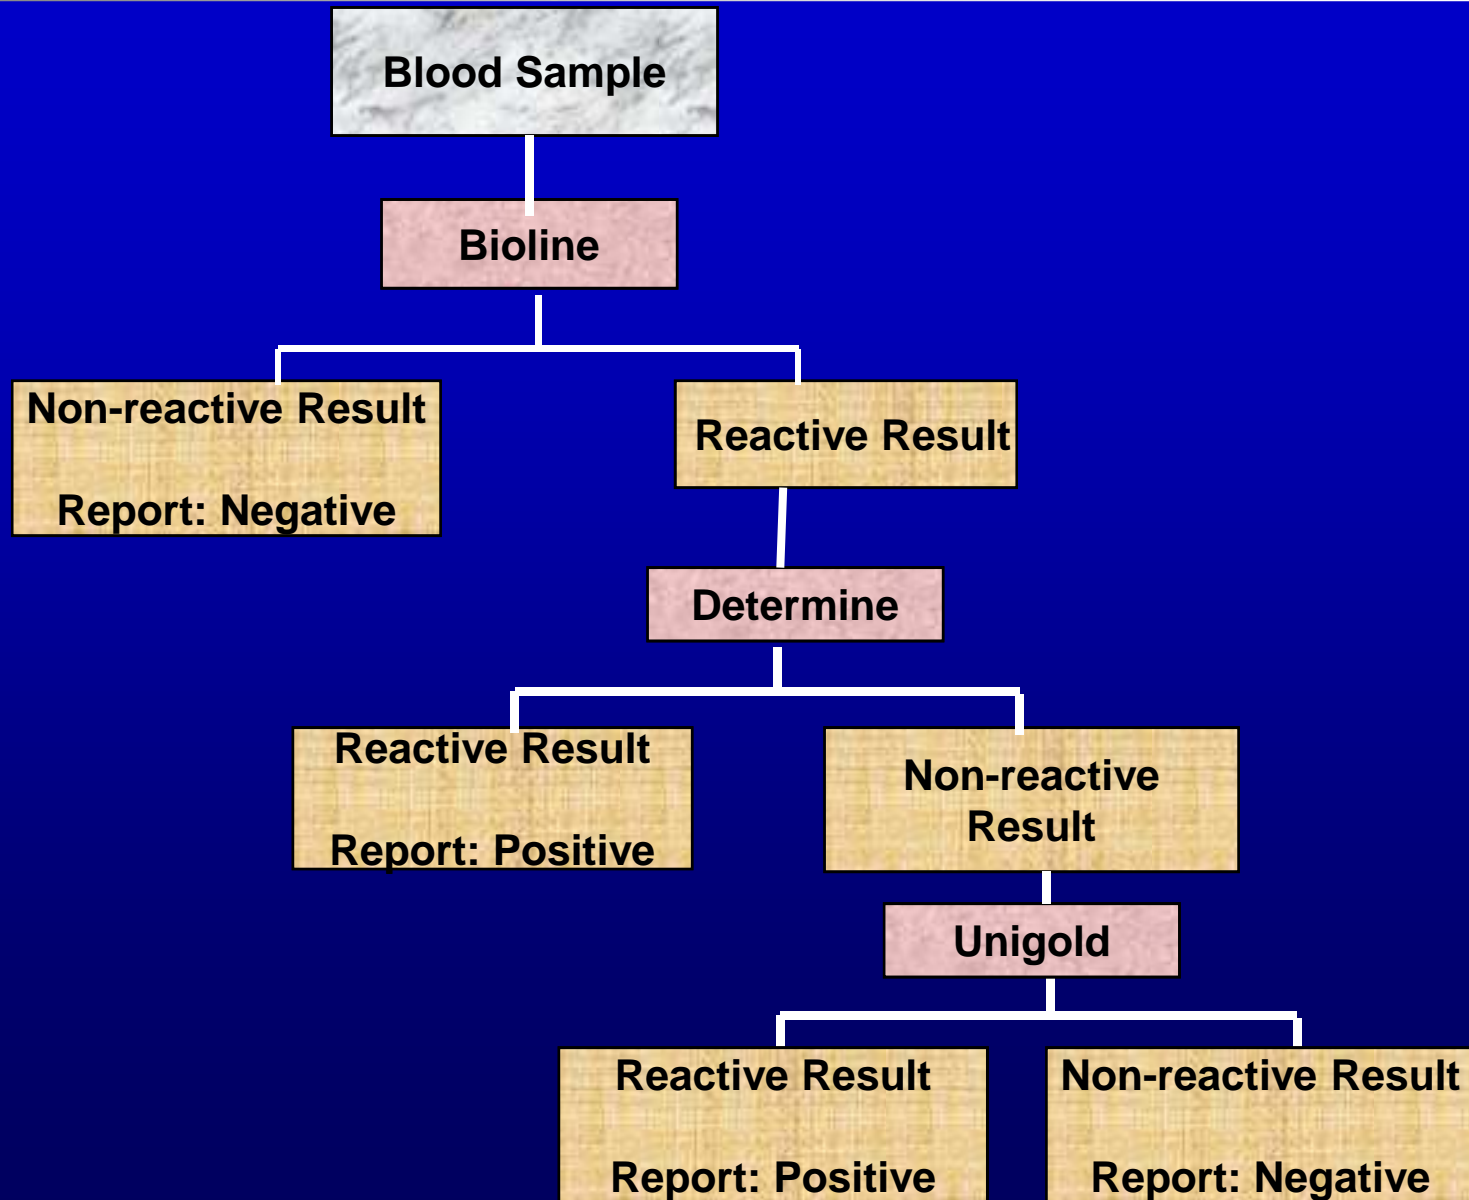 Blood Sample
Bioline
Non-reactive Result
Report: Negative
Reactive Result
Determine
Reactive Result
Report: Positive
Non-reactive
Result
Unigold
Reactive Result
Report: Positive
Non-reactive Result
Report: Negative